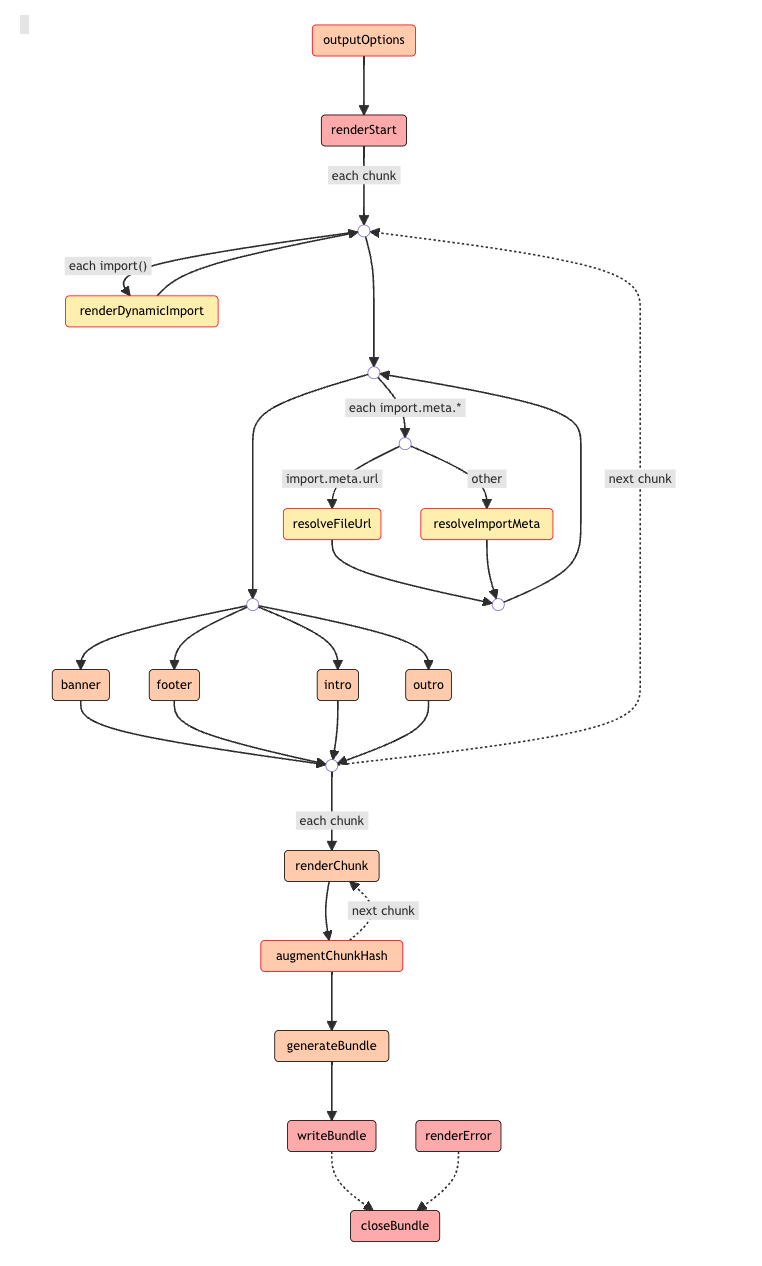 outputOptions
renderStart
each chunk
each import()
renderDynamicImport
each import.meta.*
import.meta.url
other
next chunk
resolveFileUrl
resolveImportMeta
banner
footer
intro
outro
each chunk
renderChunk
next chunk
augmentChunkHash
generateBundle
writeBundle
renderError
closeBundle